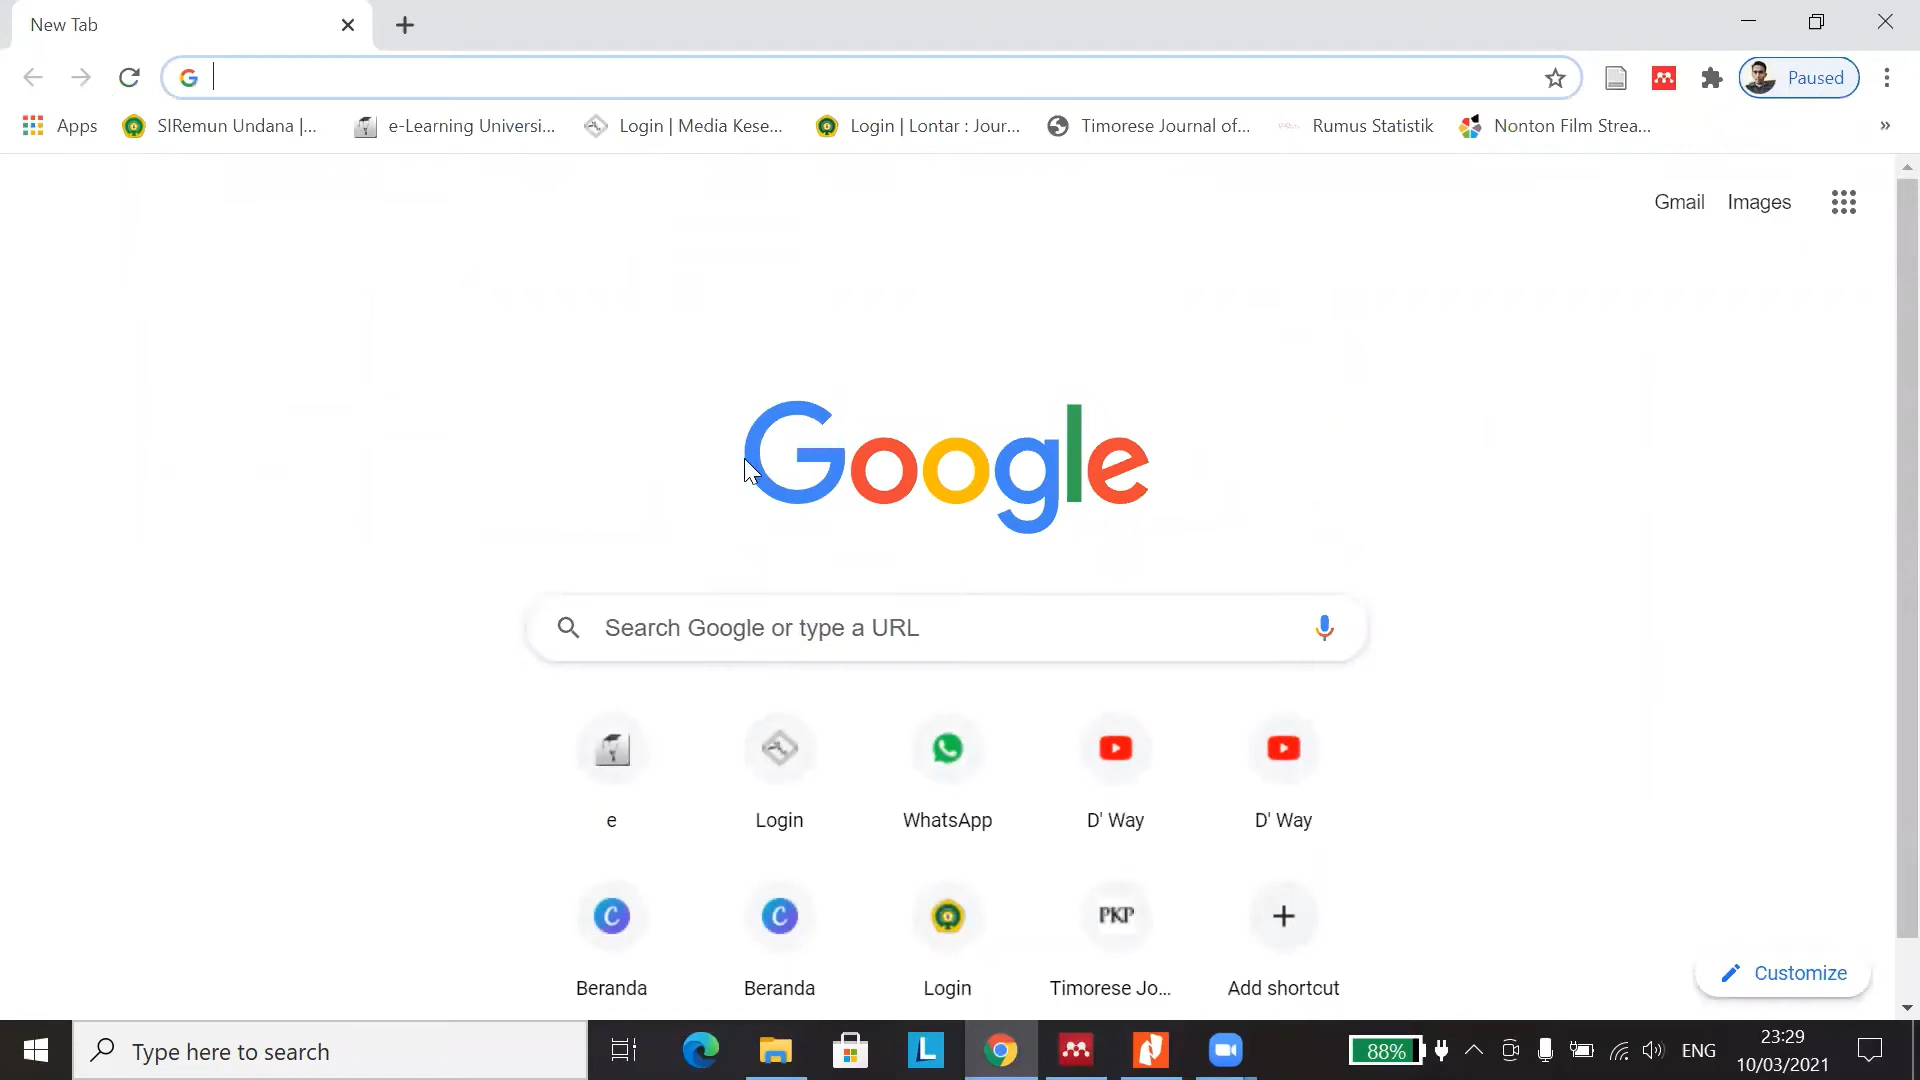 New Tab
Paused
Apps
SIRemun Undana |...
e-Learning Universi...
Login | Media Kese...
Login | Lontar : Jour...
Timorese Journal of...
Rumus Statistik
Nonton Film Strea...
»
Gmail
Images
Google
Search Google or type a URL
e
Login
WhatsApp
D' Way
D' Way
Beranda
Beranda
Login
PKP
Timorese Jo...
Add shortcut
Customize
Type here to search
88%
ENG
23:29
10/03/2021